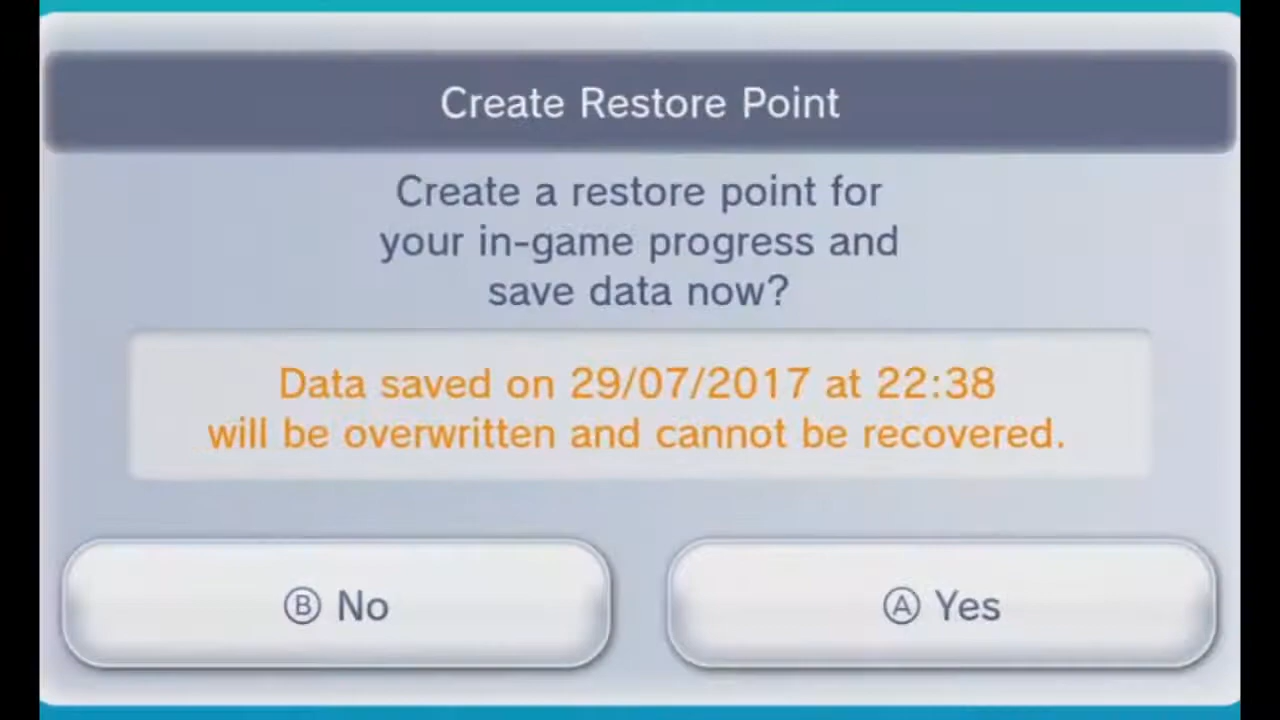 Create Restore Point
Create a restore point for
your in-game progress and
save data now?
Data saved on 29/07/2017 at 22:38
will be overwritten and cannot be recovered.
Ⓑ No
Ⓐ Yes